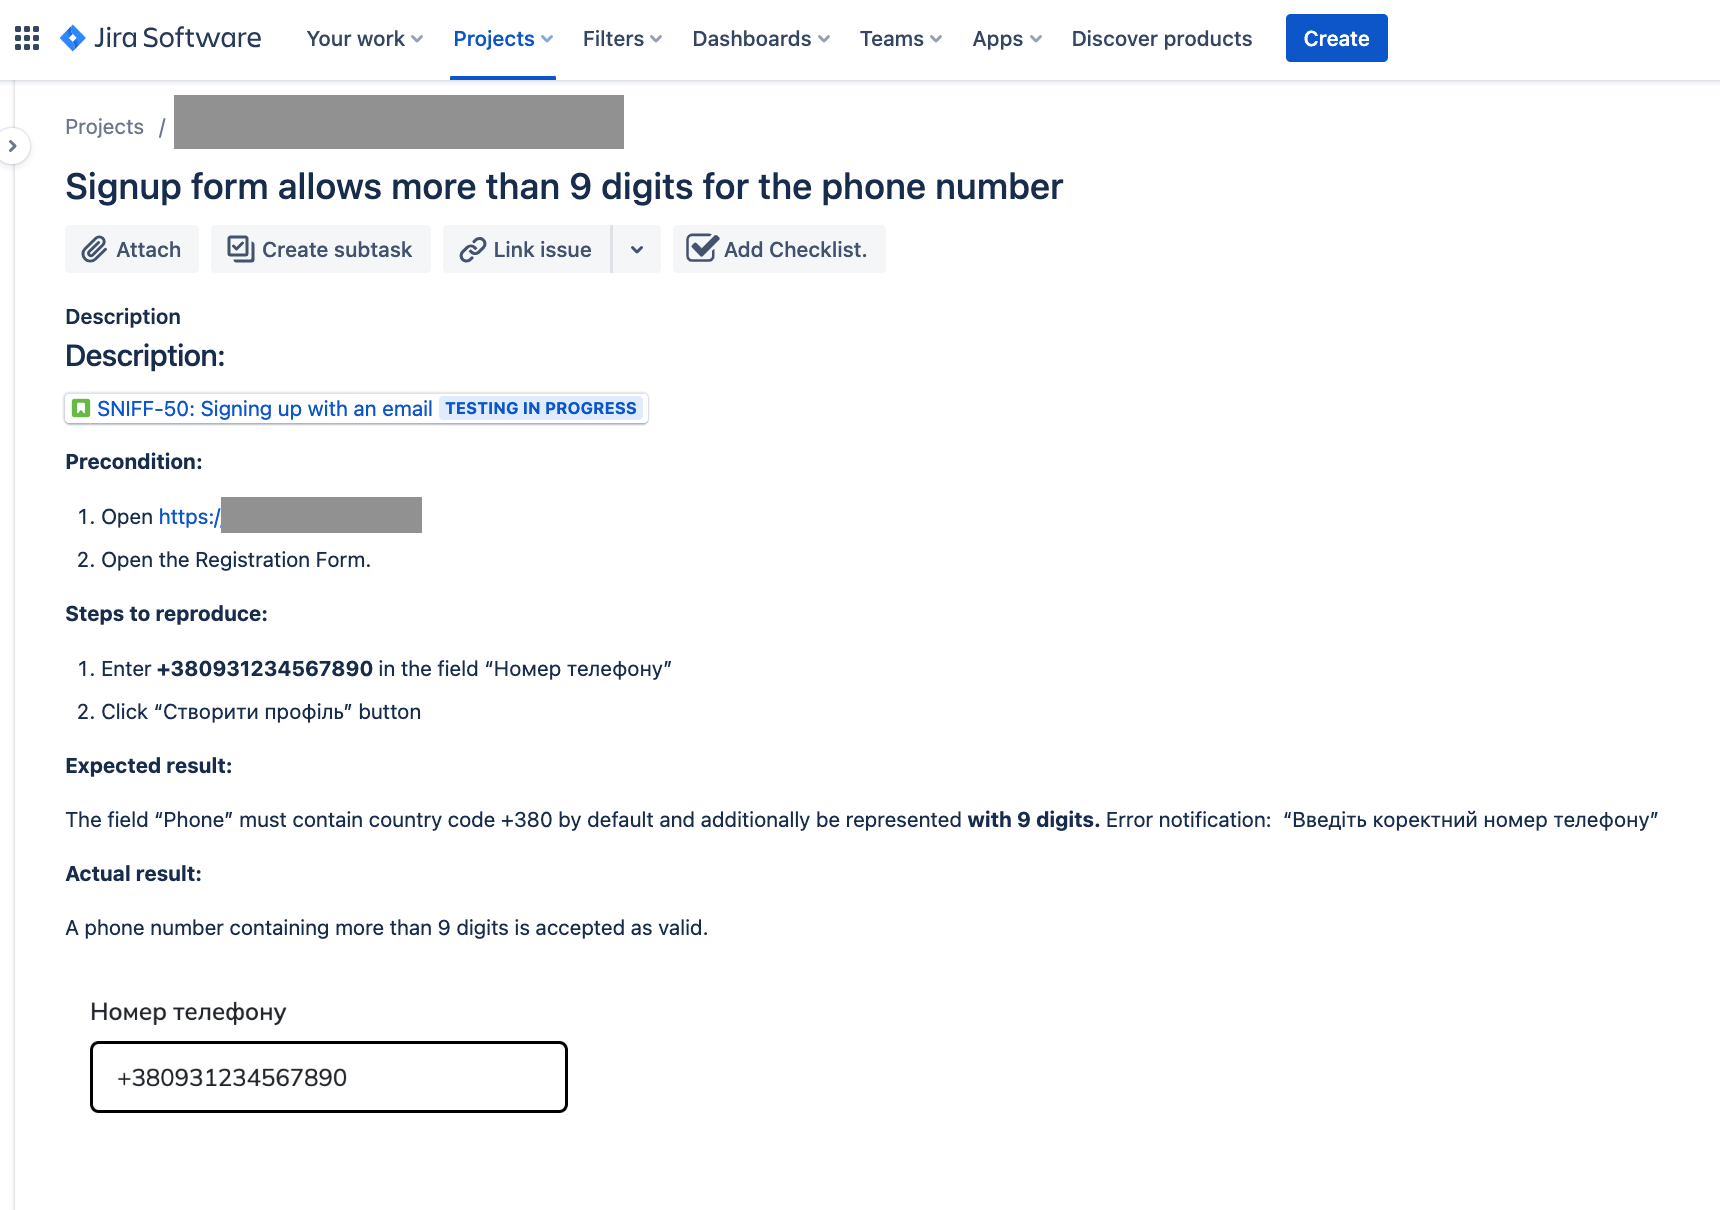 Jira Software Your work Projects Filters Dashboards Teams Apps Discover products Create
Projects /
Signup form allows more than 9 digits for the phone number
Attach Create subtask Link issue Add Checklist.
Description
Description:
SNIFF-50: Signing up with an email TESTING IN PROGRESS
Precondition:
1. Open https:/
2. Open the Registration Form.
Steps to reproduce:
1. Enter +380931234567890 in the field “Номер телефону”
2. Click “Створити профіль” button
Expected result:
The field “Phone” must contain country code +380 by default and additionally be represented with 9 digits. Error notification: “Введіть коректний номер телефону”
Actual result:
A phone number containing more than 9 digits is accepted as valid.
Номер телефону
+380931234567890